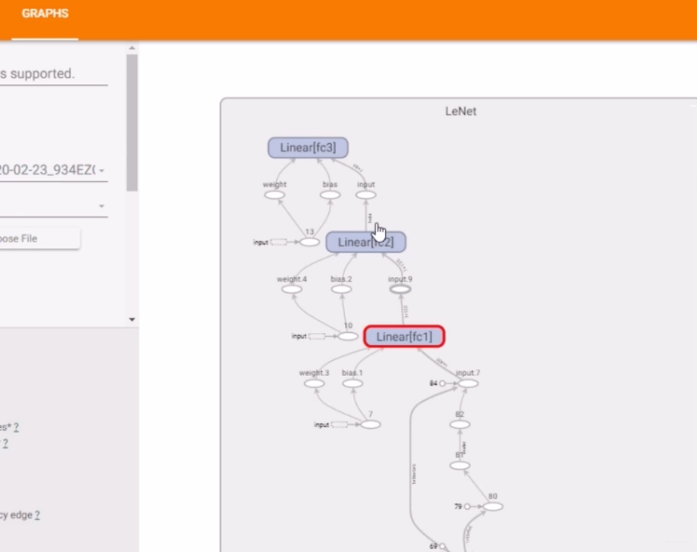 GRAPHS
s supported.
20-02-23_934EZ(
ose File
es* ?
?
cy edge ?
LeNet
Linear[fc3]
weight bias input
input 13
Linear[fc2]
weight.4 bias.2 input.9
input 10
Linear[fc1]
weight.3 bias.1 input.7
84
input 7
82
81
79 80
69